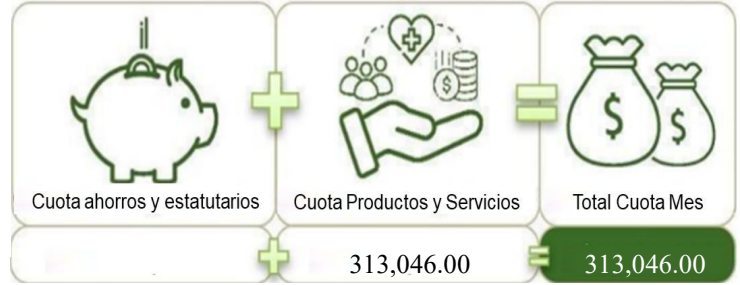 Cuota ahorros y estatutarios
Cuota Productos y Servicios
Total Cuota Mes
313,046.00
313,046.00